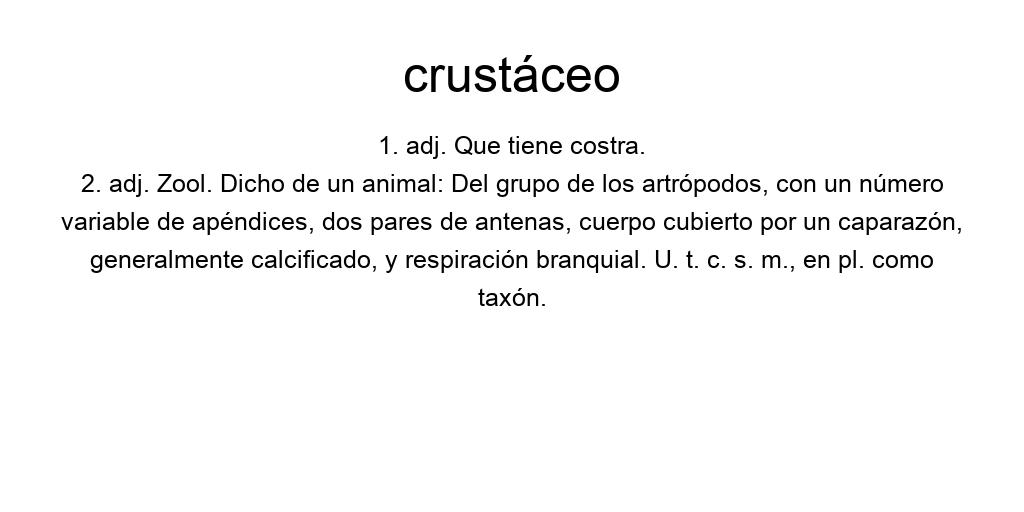 crustáceo
1. adj. Que tiene costra.
2. adj. Zool. Dicho de un animal: Del grupo de los artrópodos, con un número
variable de apéndices, dos pares de antenas, cuerpo cubierto por un caparazón,
generalmente calcificado, y respiración branquial. U. t. c. s. m., en pl. como
taxón.